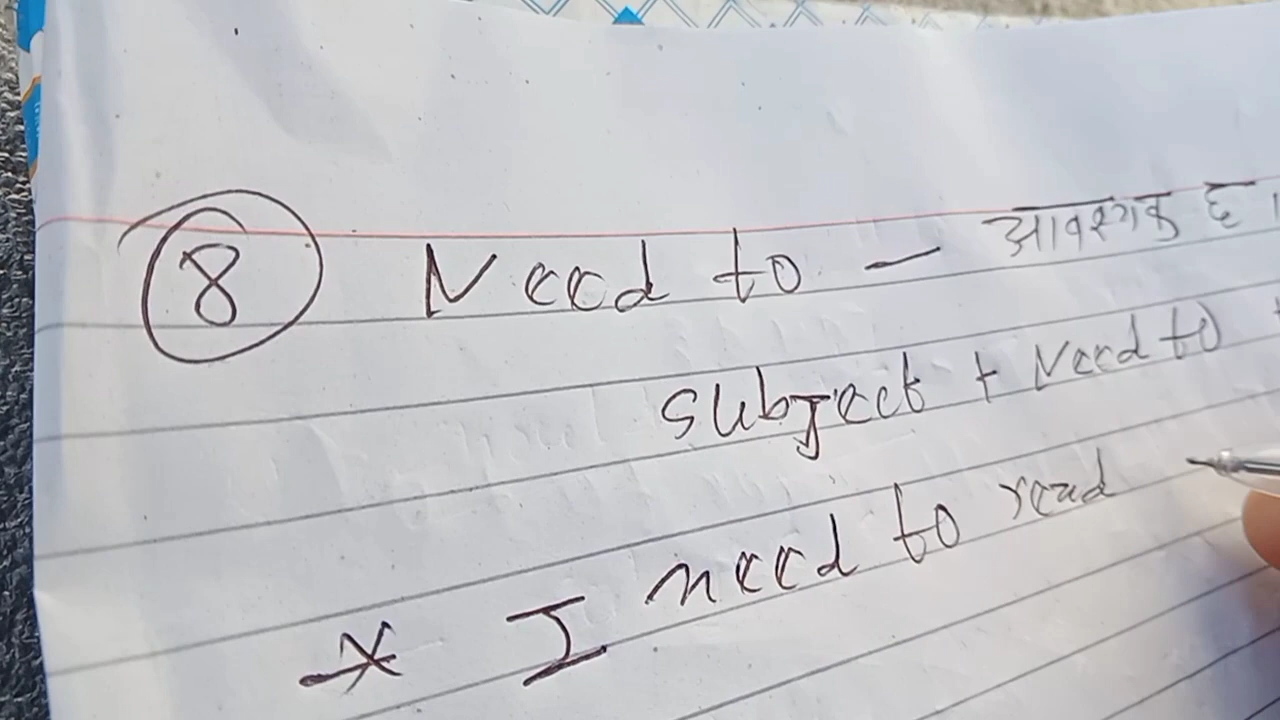 8 Need to — आवश्यक है।
Subject + Need to +
* I need to read